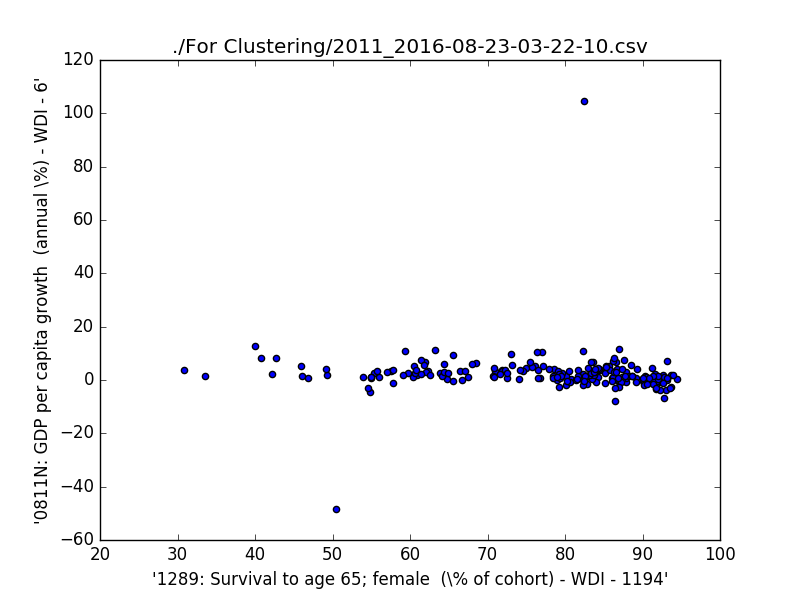 ./For Clustering/2011_2016-08-23-03-22-10.csv
'0811N: GDP per capita growth  (annual \%) - WDI - 6'
120
100
80
60
40
20
0
−20
−40
−60
20 30 40 50 60 70 80 90 100
'1289: Survival to age 65; female  (\% of cohort) - WDI - 1194'